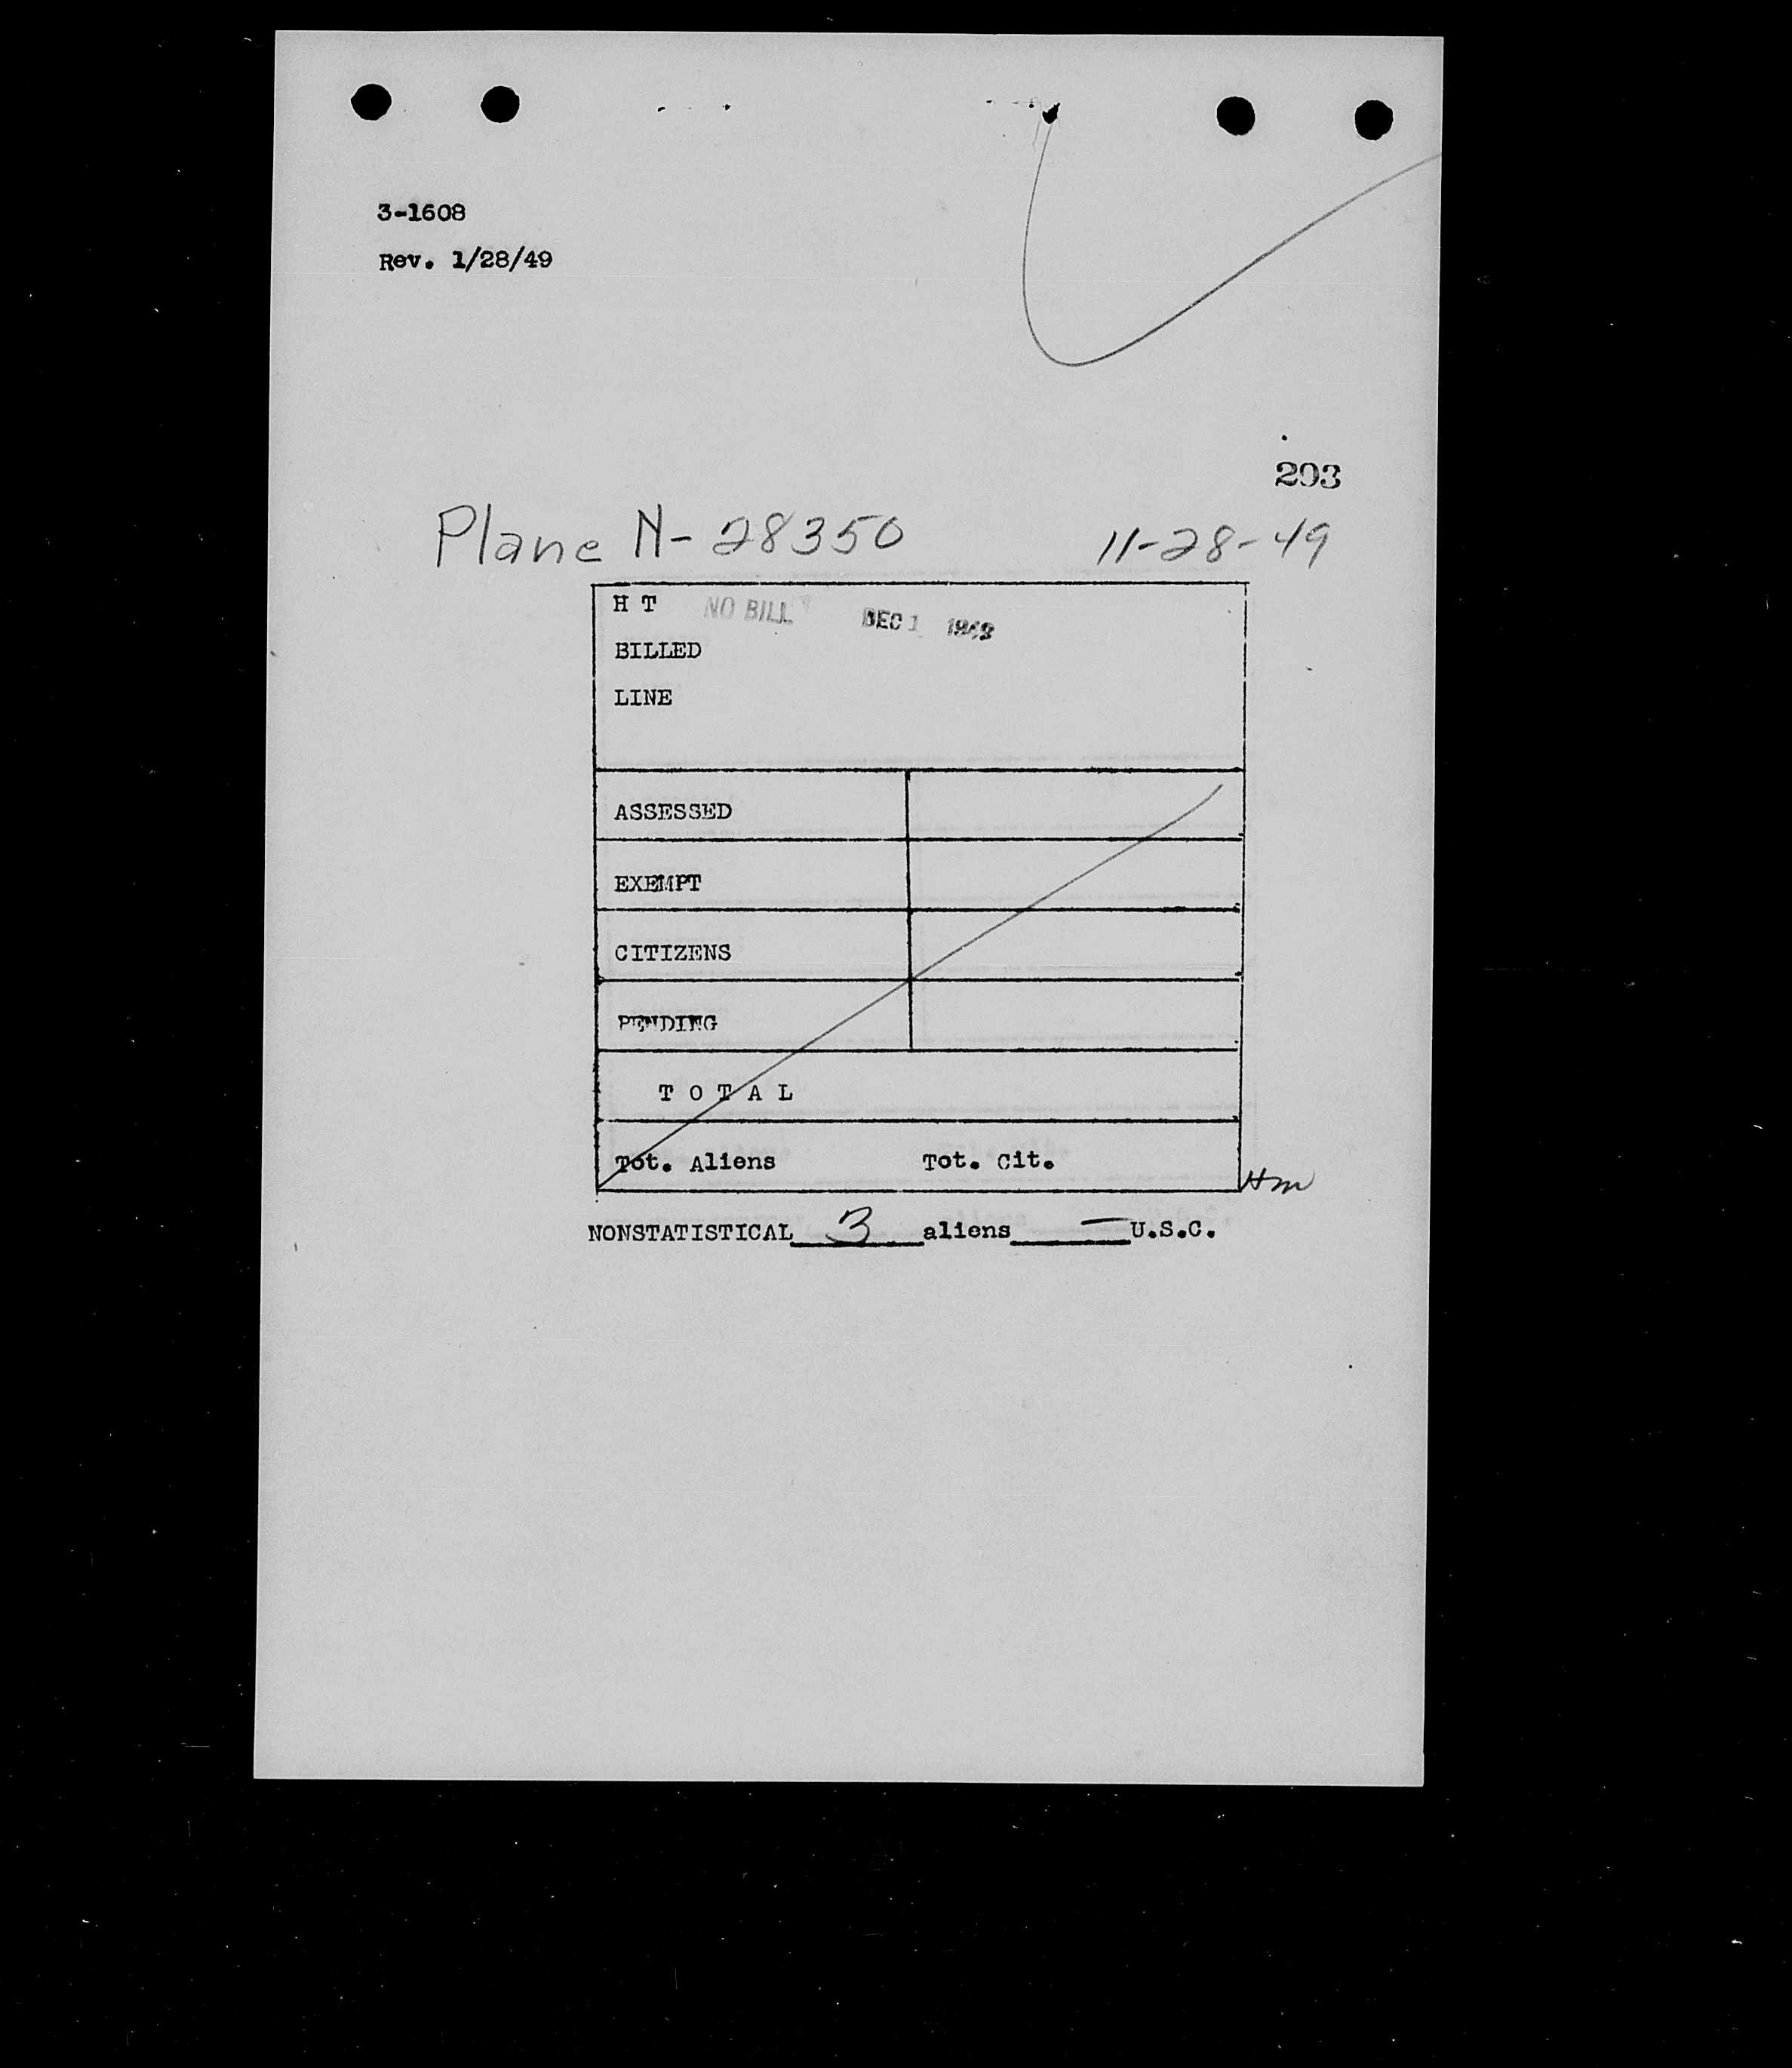 3-1608
Rev. 1/28/49
293
Plane N-28350 11-28-49
H T NO BILL DEC 1 1949
BILLED
LINE
ASSESSED
EXEMPT
CITIZENS
PENDING
T O T A L
Tot. Aliens Tot. Cit.
Hm
NONSTATISTICAL 3 aliens — U.S.C.